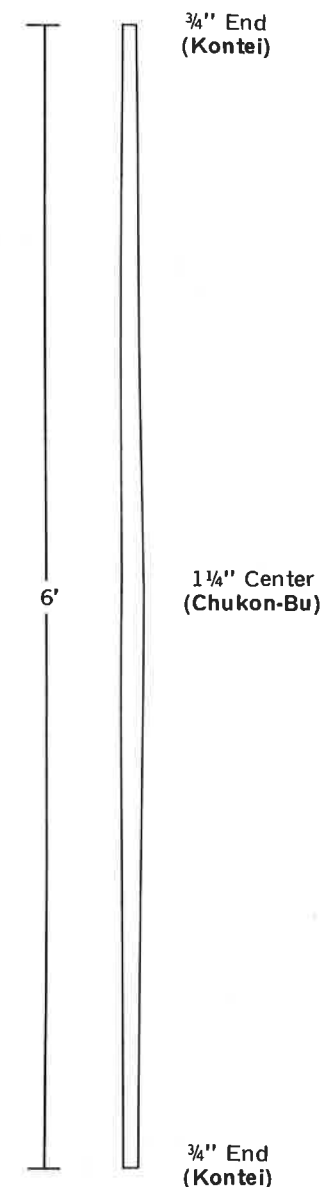 ¾" End
(Kontei)
6'
1¼" Center
(Chukon-Bu)
¾" End
(Kontei)